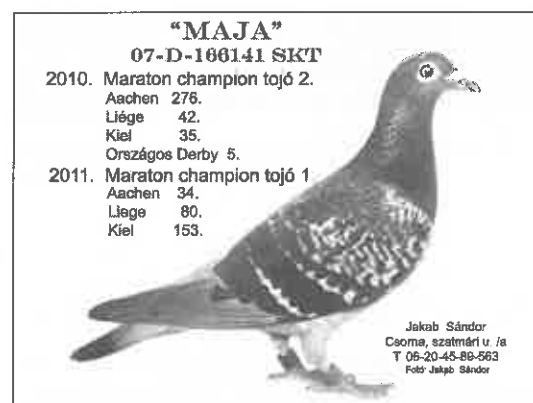 “MAJA”
07-D-166141 SKT
2010. Maraton champion tojó 2.
Aachen 276.
Liége 42.
Kiel 35.
Országos Derby 5.
2011. Maraton champion tojó 1
Aachen 34.
Liege 80.
Kiel 153.
Jakab Sándor
Csoma, szatmári u. /a
T 06-20-45-89-563
Fotó: Jakab Sándor